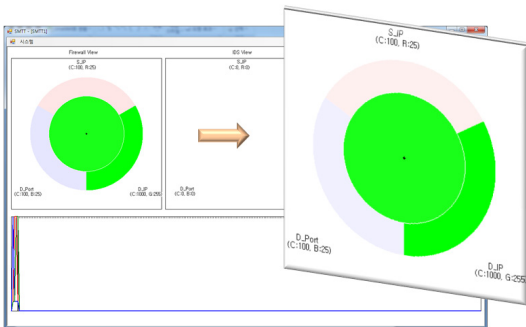 SMTT - [SMTT1]
시스템
Firewall View
S_IP
(C:100, R:25)
D_Port
(C:100, B:25)
D_IP
(C:1000, G:255)
IDS View
S_IP
(C:0, R:0)
D_Port
(C:0, B:0)
S_IP
(C:100, R:25)
D_Port
(C:100, B:25)
D_IP
(C:1000, G:255)